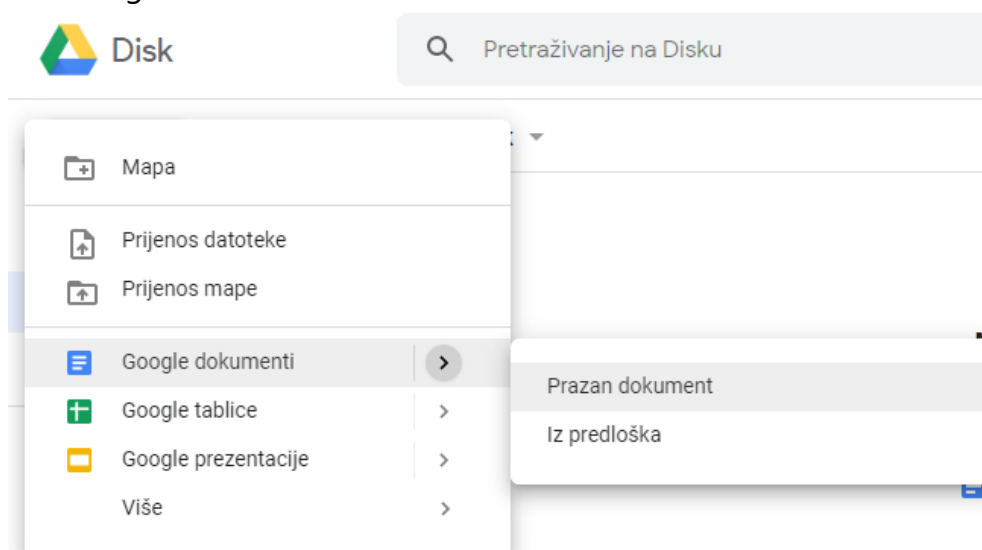 Disk
Pretraživanje na Disku
Mapa
Prijenos datoteke
Prijenos mape
Google dokumenti
Prazan dokument
Google tablice
Iz predloška
Google prezentacije
Više